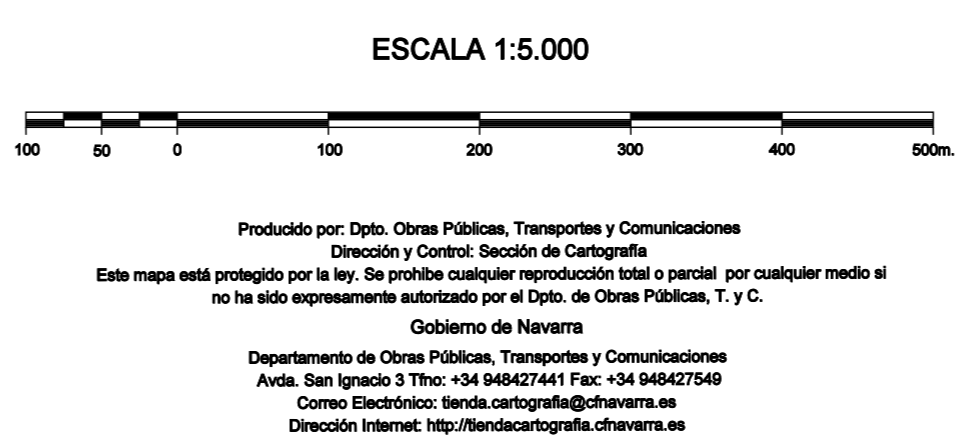 ESCALA 1:5.000
100 50 0 100 200 300 400 500m.
Producido por: Dpto. Obras Públicas, Transportes y Comunicaciones
Dirección y Control: Sección de Cartografía
Este mapa está protegido por la ley. Se prohibe cualquier reproducción total o parcial por cualquier medio si
no ha sido expresamente autorizado por el Dpto. de Obras Públicas, T. y C.
Gobierno de Navarra
Departamento de Obras Públicas, Transportes y Comunicaciones
Avda. San Ignacio 3 Tfno: +34 948427441 Fax: +34 948427549
Correo Electrónico: tienda.cartografia@cfnavarra.es
Dirección Internet: http://tiendacartografia.cfnavarra.es